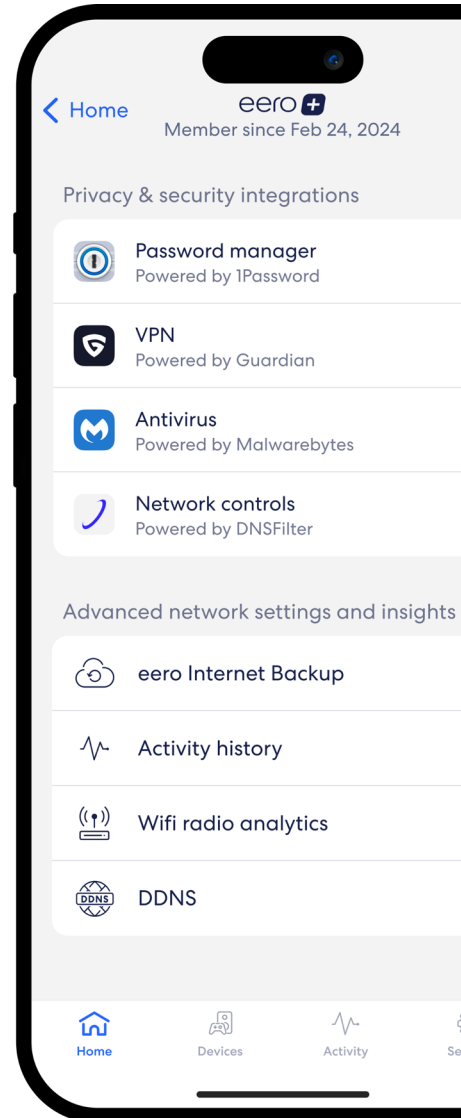 Home
eero +
Member since Feb 24, 2024
Privacy & security integrations
Password manager
Powered by 1Password
VPN
Powered by Guardian
Antivirus
Powered by Malwarebytes
Network controls
Powered by DNSFilter
Advanced network settings and insights
eero Internet Backup
Activity history
Wifi radio analytics
DDNS
DDNS
Home
Devices
Activity